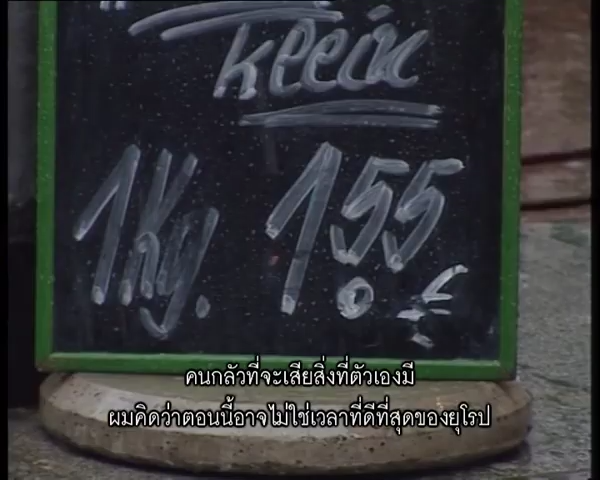 klein
1Kg. 1.55 €
คนกลัวที่จะเสียสิ่งที่ตัวเองมี
ผมคิดว่าตอนนี้อาจไม่ใช่เวลาที่ดีที่สุดของยุโรป